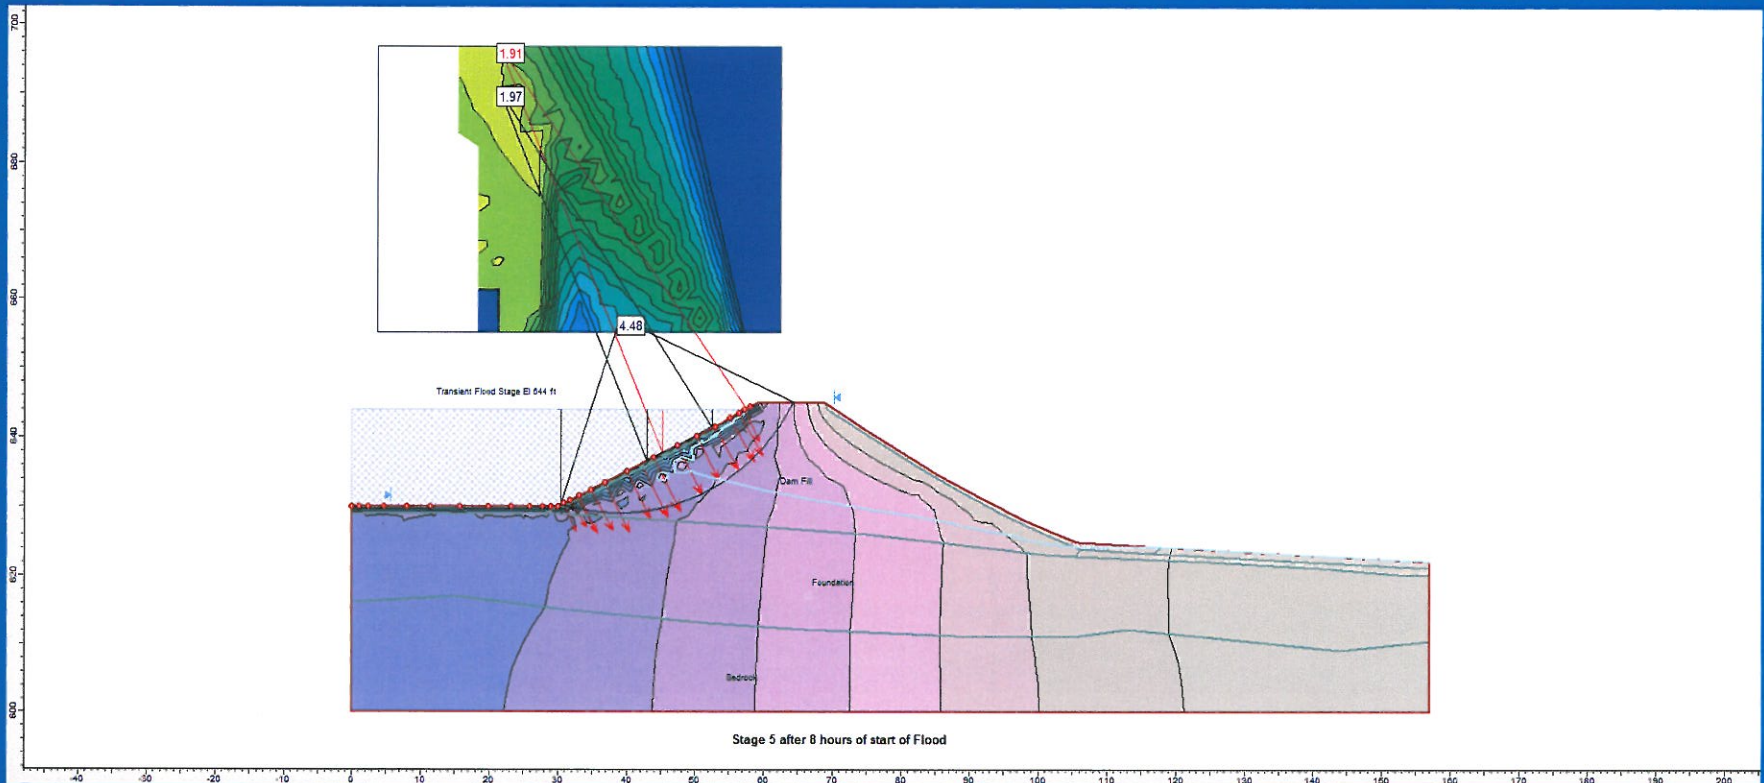 700
1.91
1.97
680
660
4.48
Transient Flood Stage El 644 ft
640
Dam Fill
620
Foundation
Bedrock
600
Stage 5 after 8 hours of start of Flood
-40 -30 -20 -10 0 10 20 30 40 50 60 70 80 90 100 110 120 130 140 150 160 170 180 190 200